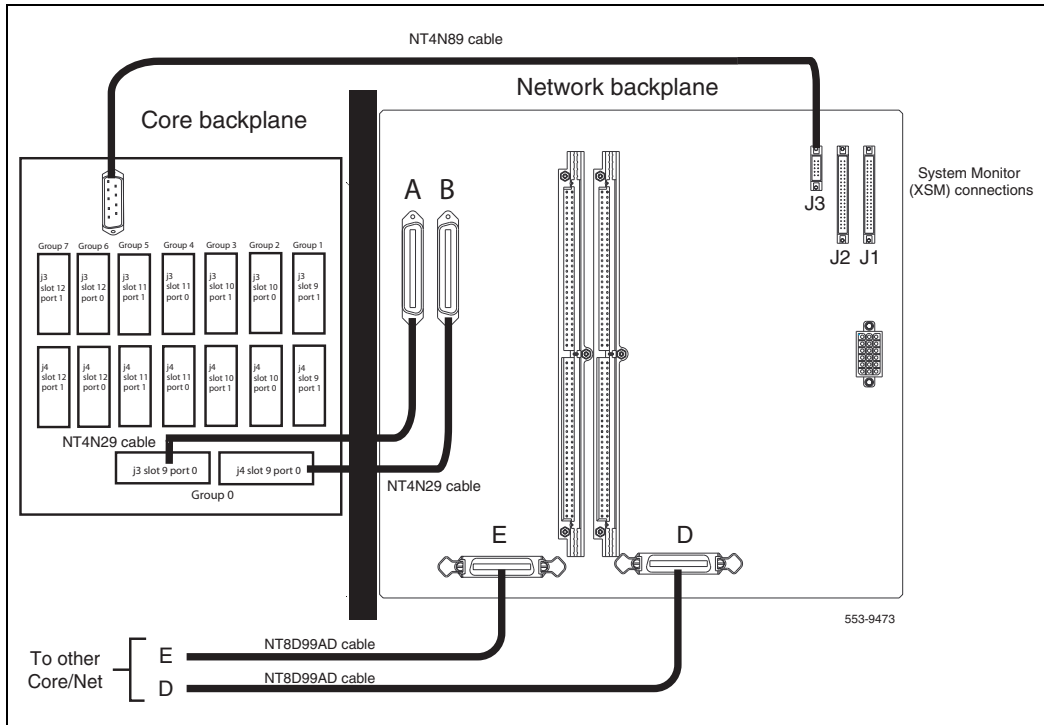 NT4N89 cable
Network backplane
Core backplane
A B
J3
J2 J1
System Monitor
(XSM) connections
Group 7 Group 6 Group 5 Group 4 Group 3 Group 2 Group 1
j3
slot 12
port 1
j3
slot 12
port 0
j3
slot 11
port 1
j3
slot 11
port 0
j3
slot 10
port 1
j3
slot 10
port 0
j3
slot 9
port 1
j4
slot 12
port 1
j4
slot 12
port 0
j4
slot 11
port 1
j4
slot 11
port 0
j4
slot 10
port 1
j4
slot 10
port 0
j4
slot 9
port 1
NT4N29 cable
j3 slot 9 port 0
j4 slot 9 port 0
Group 0
NT4N29 cable
E
D
553-9473
To other
Core/Net
E
NT8D99AD cable
D
NT8D99AD cable